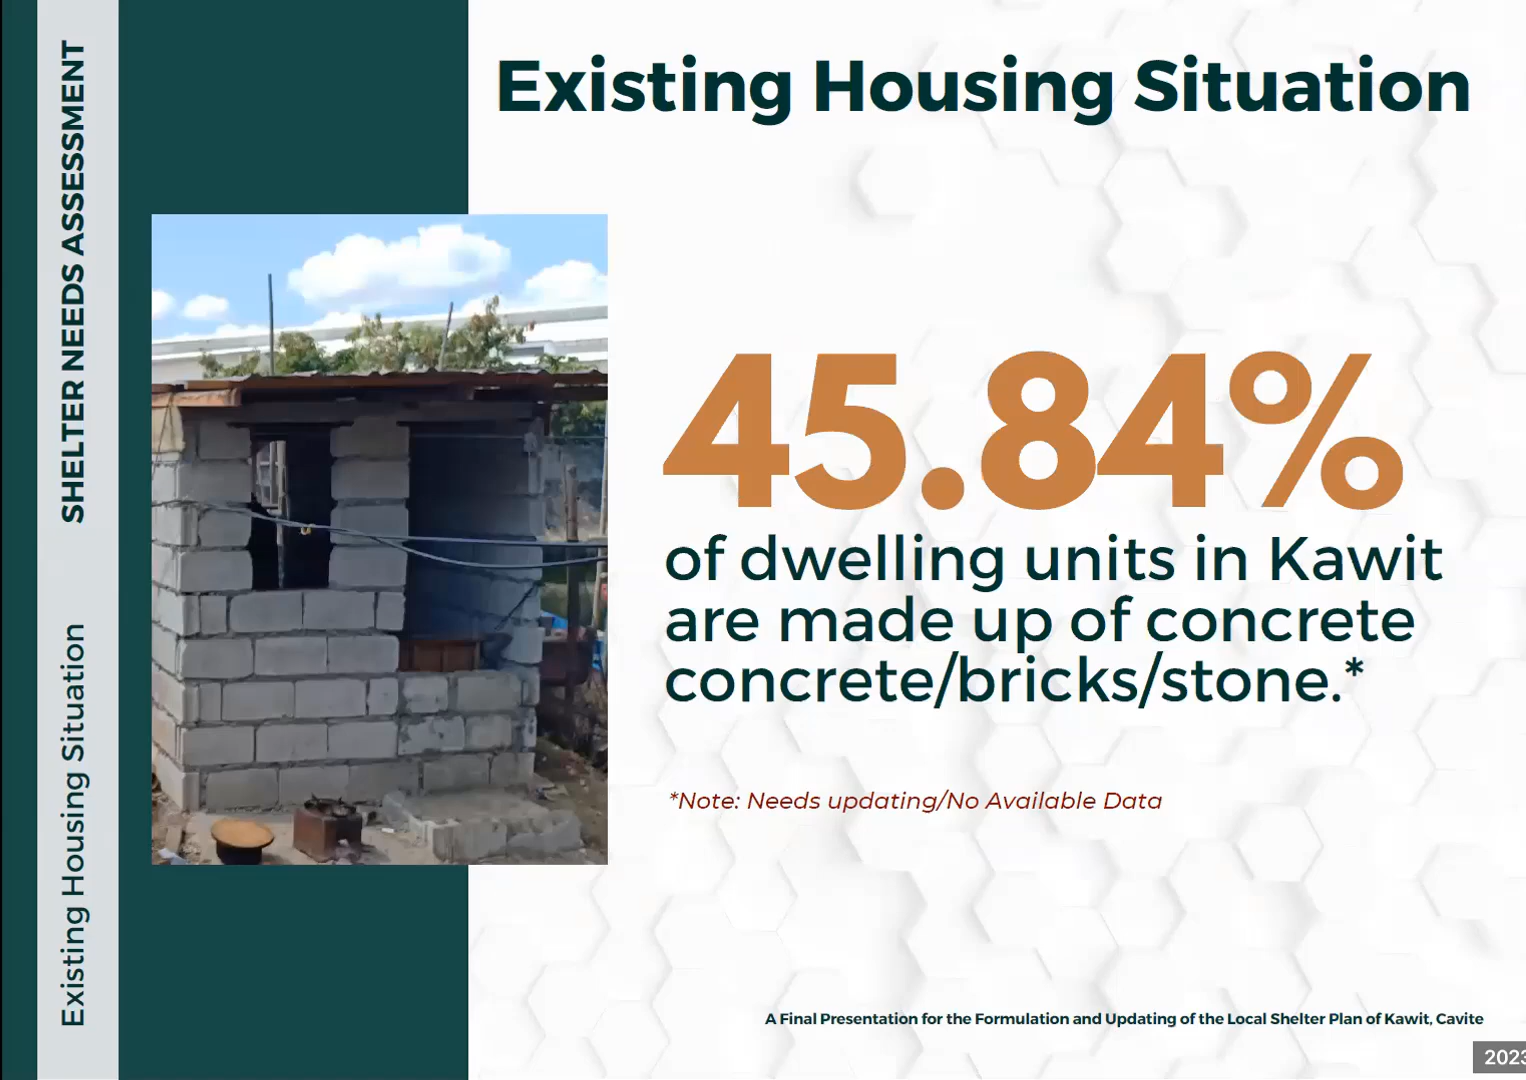 SHELTER NEEDS ASSESSMENT
Existing Housing Situation
Existing Housing Situation
45.84%
of dwelling units in Kawit
are made up of concrete
concrete/bricks/stone.*
*Note: Needs updating/No Available Data
A Final Presentation for the Formulation and Updating of the Local Shelter Plan of Kawit, Cavite
2023